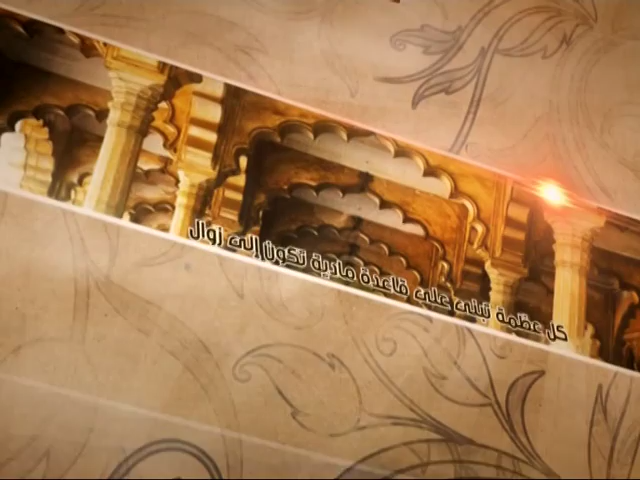 كل عظمة تبنى على قاعدة مادية تكون إلى زوال